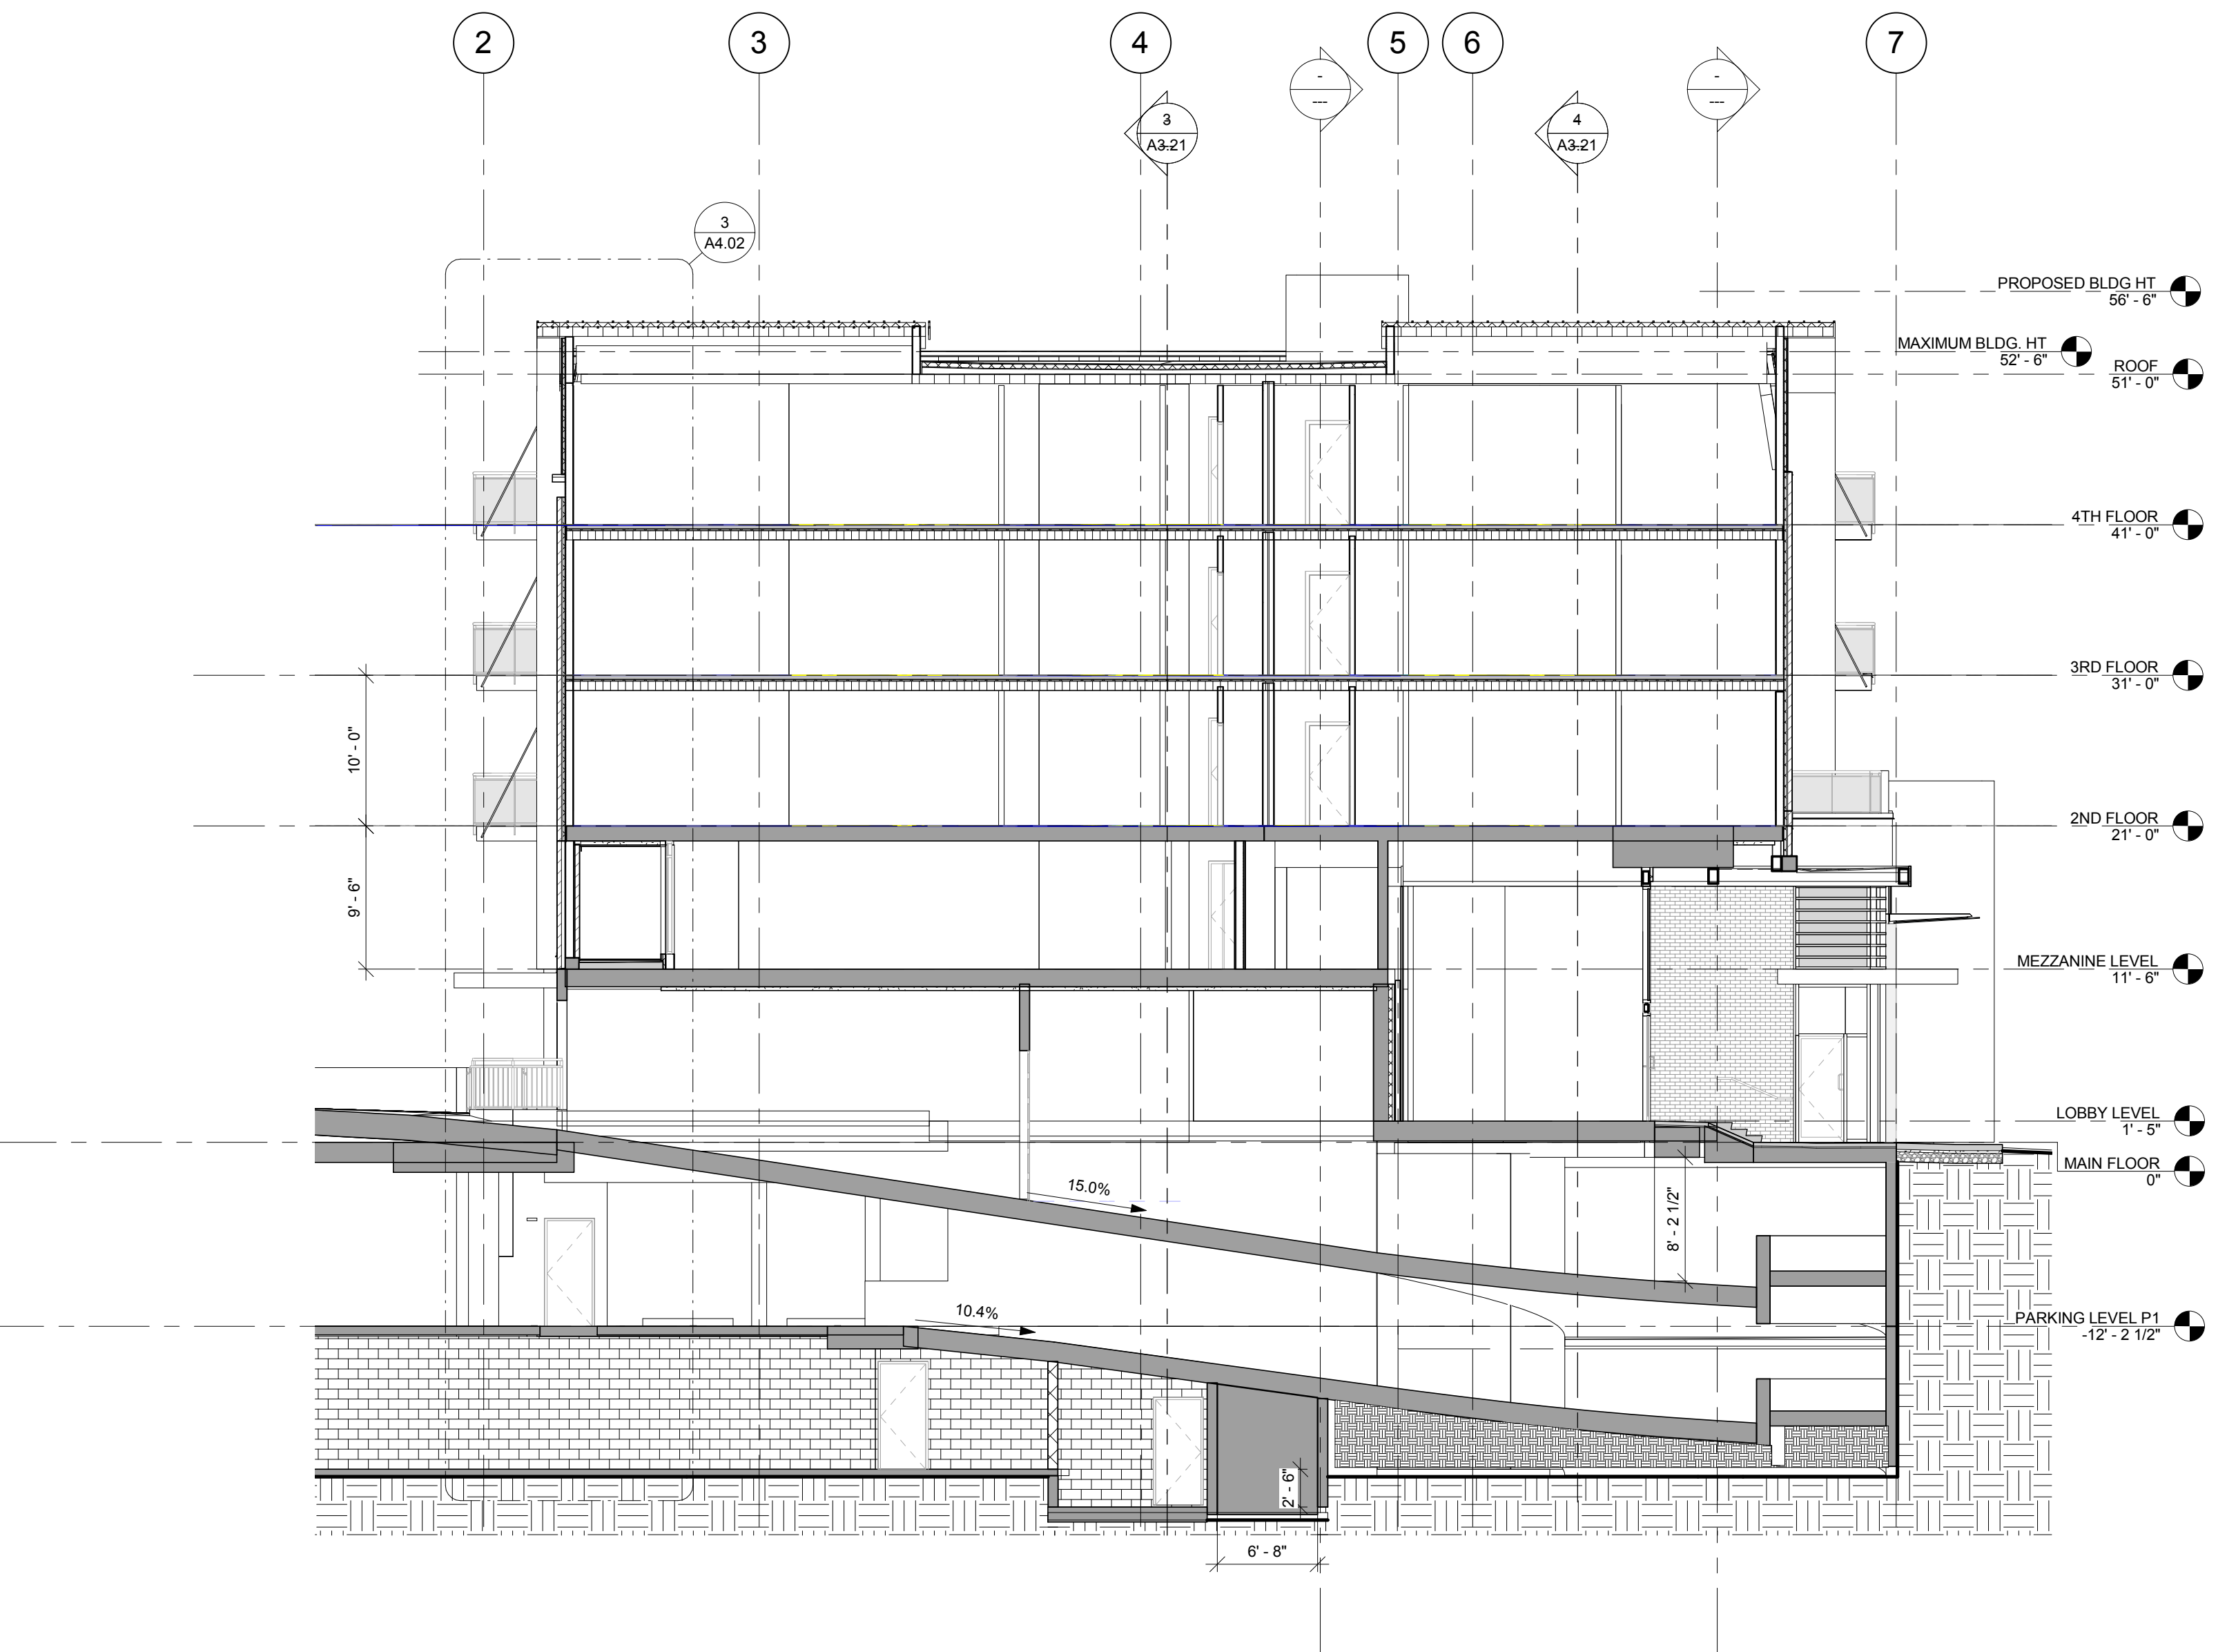 2
3
4
5
6
7
-
---
-
---
3
A3.21
4
A3.21
3
A4.02
PROPOSED BLDG HT
56' - 6"
MAXIMUM BLDG. HT
52' - 6"
ROOF
51' - 0"
4TH FLOOR
41' - 0"
3RD FLOOR
31' - 0"
10' - 0"
2ND FLOOR
21' - 0"
9' - 6"
MEZZANINE LEVEL
11' - 6"
LOBBY LEVEL
1' - 5"
MAIN FLOOR
0"
15.0%
8' - 2 1/2"
10.4%
PARKING LEVEL P1
-12' - 2 1/2"
2' - 6"
6' - 8"